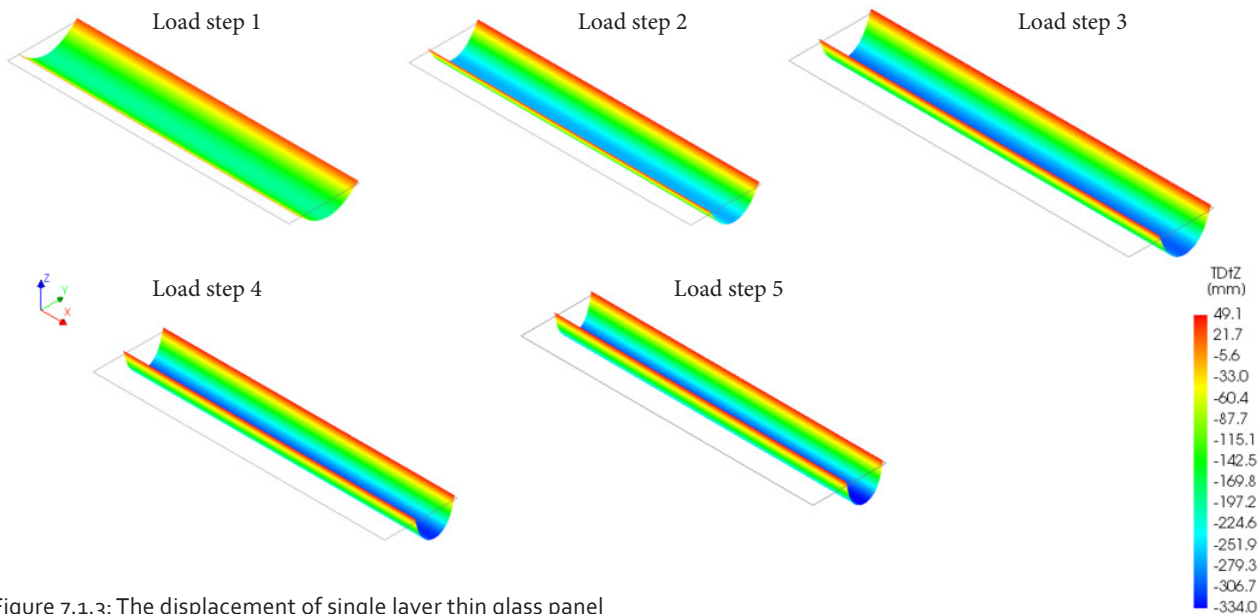 Load step 1
Load step 2
Load step 3
Load step 4
Load step 5
Z
Y
X
TDtZ
(mm)
49.1
21.7
-5.6
-33.0
-60.4
-87.7
-115.1
-142.5
-169.8
-197.2
-224.6
-251.9
-279.3
-306.7
-334.0
Figure 7.1.3: The displacement of single layer thin glass panel